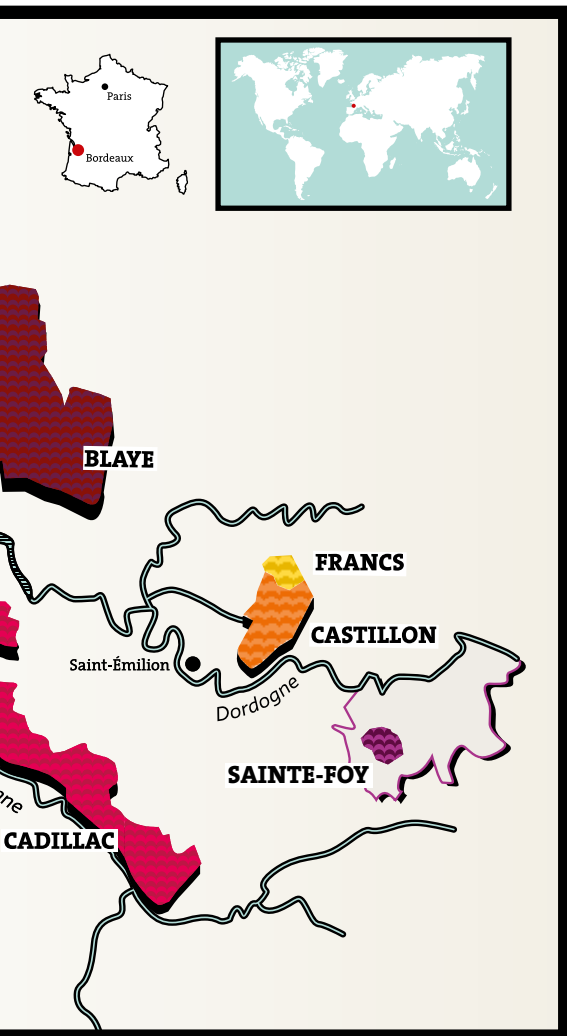 Paris
Bordeaux
BLAYE
FRANCS
CASTILLON
Saint-Émilion
Dordogne
SAINTE-FOY
CADILLAC